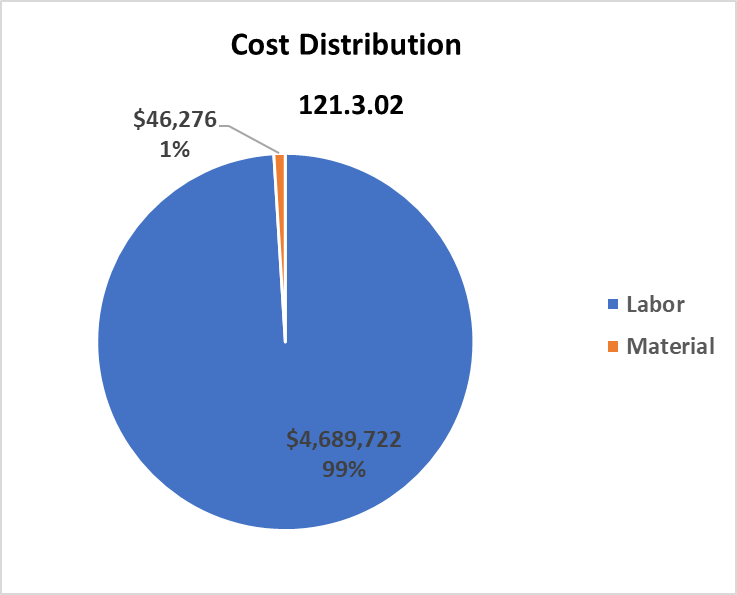 Cost Distribution
121.3.02
$46,276
1%
$4,689,722
99%
Labor
Material